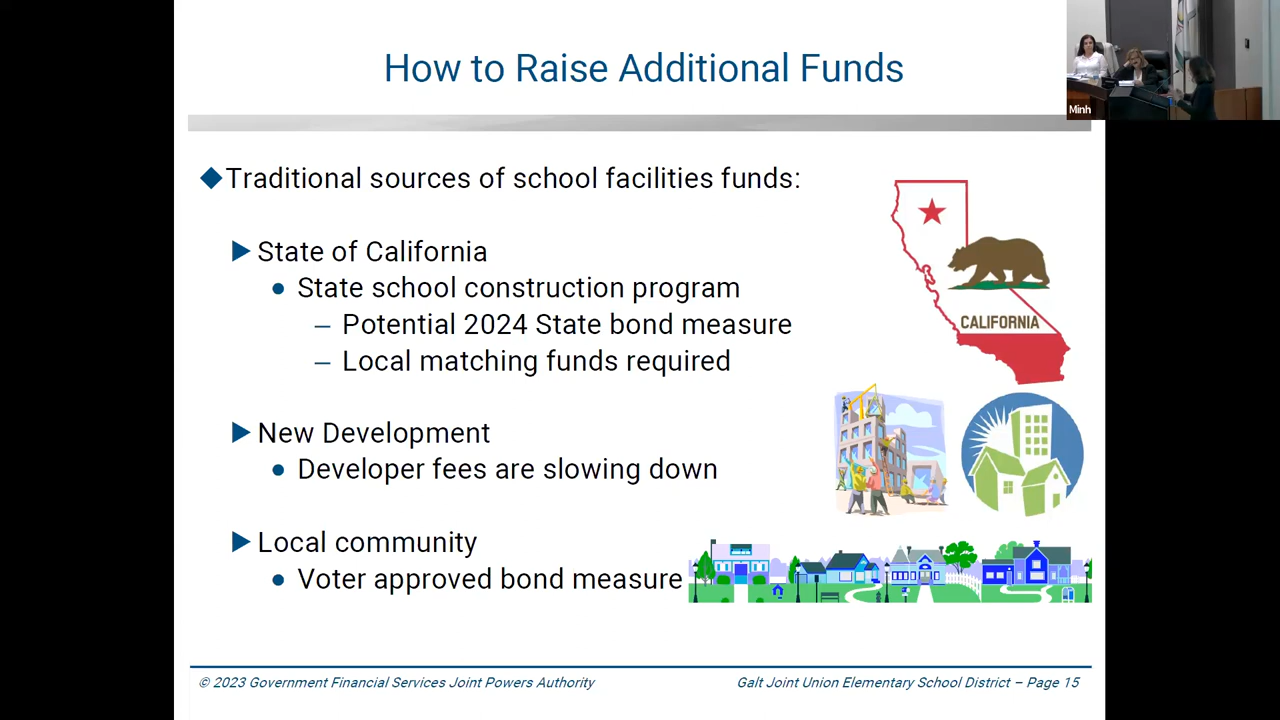 How to Raise Additional Funds
Minh
Traditional sources of school facilities funds:
State of California
State school construction program
– Potential 2024 State bond measure
– Local matching funds required
CALIFORNIA
New Development
Developer fees are slowing down
Local community
Voter approved bond measure
© 2023 Government Financial Services Joint Powers Authority
Galt Joint Union Elementary School District – Page 15